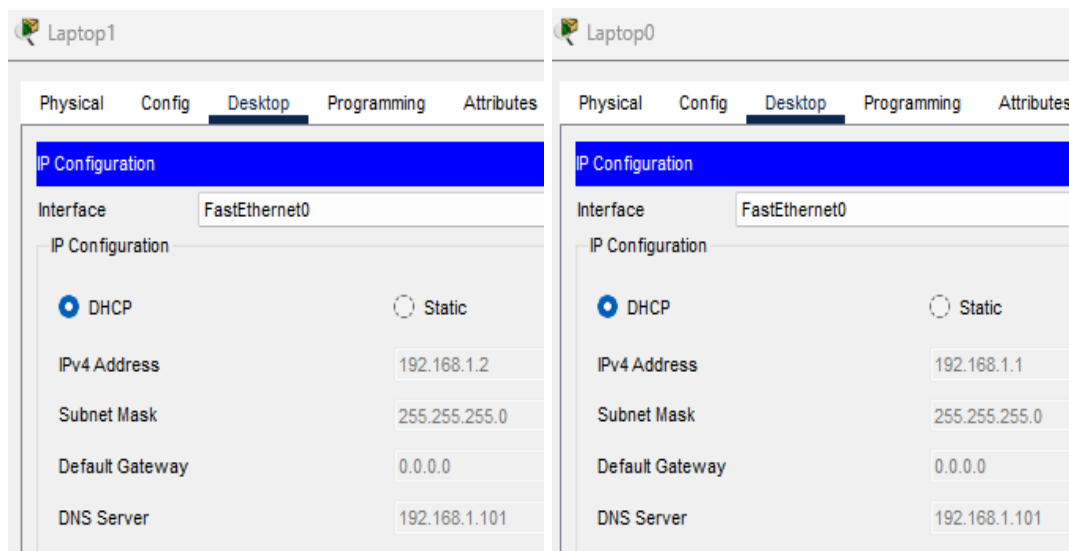 Laptop1
Physical Config Desktop Programming Attributes
IP Configuration
Interface FastEthernet0
IP Configuration
DHCP Static
IPv4 Address 192.168.1.2
Subnet Mask 255.255.255.0
Default Gateway 0.0.0.0
DNS Server 192.168.1.101
Laptop0
Physical Config Desktop Programming Attributes
IP Configuration
Interface FastEthernet0
IP Configuration
DHCP Static
IPv4 Address 192.168.1.1
Subnet Mask 255.255.255.0
Default Gateway 0.0.0.0
DNS Server 192.168.1.101